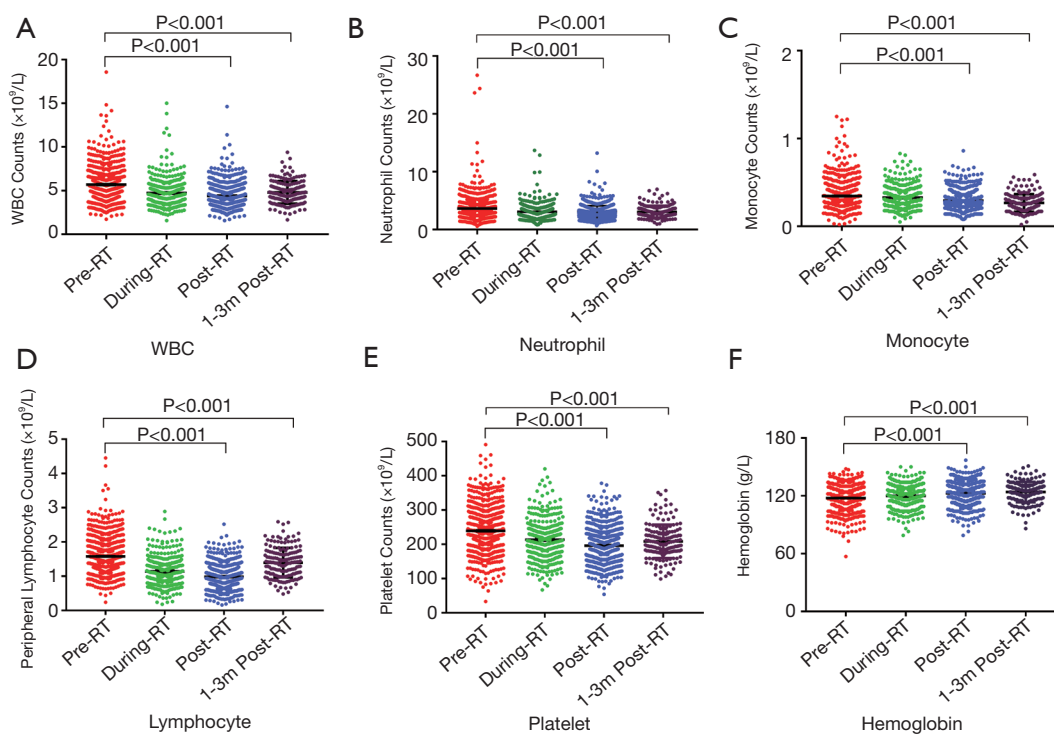 A
P<0.001
P<0.001
WBC Counts (×10⁹/L)
20
15
10
5
0
Pre-RT
During-RT
Post-RT
1-3m Post-RT
WBC
B
P<0.001
P<0.001
Neutrophil Counts (×10⁹/L)
30
20
10
0
Pre-RT
During-RT
Post-RT
1-3m Post-RT
Neutrophil
C
P<0.001
P<0.001
Monocyte Counts (×10⁹/L)
2
1
0
Pre-RT
During-RT
Post-RT
1-3m Post-RT
Monocyte
D
P<0.001
P<0.001
Peripheral Lymphocyte Counts (×10⁹/L)
5
4
3
2
1
0
Pre-RT
During-RT
Post-RT
1-3m Post-RT
Lymphocyte
E
P<0.001
P<0.001
Platelet Counts (×10⁹/L)
500
400
300
200
100
0
Pre-RT
During-RT
Post-RT
1-3m Post-RT
Platelet
F
P<0.001
P<0.001
Hemoglobin (g/L)
180
120
60
0
Pre-RT
During-RT
Post-RT
1-3m Post-RT
Hemoglobin